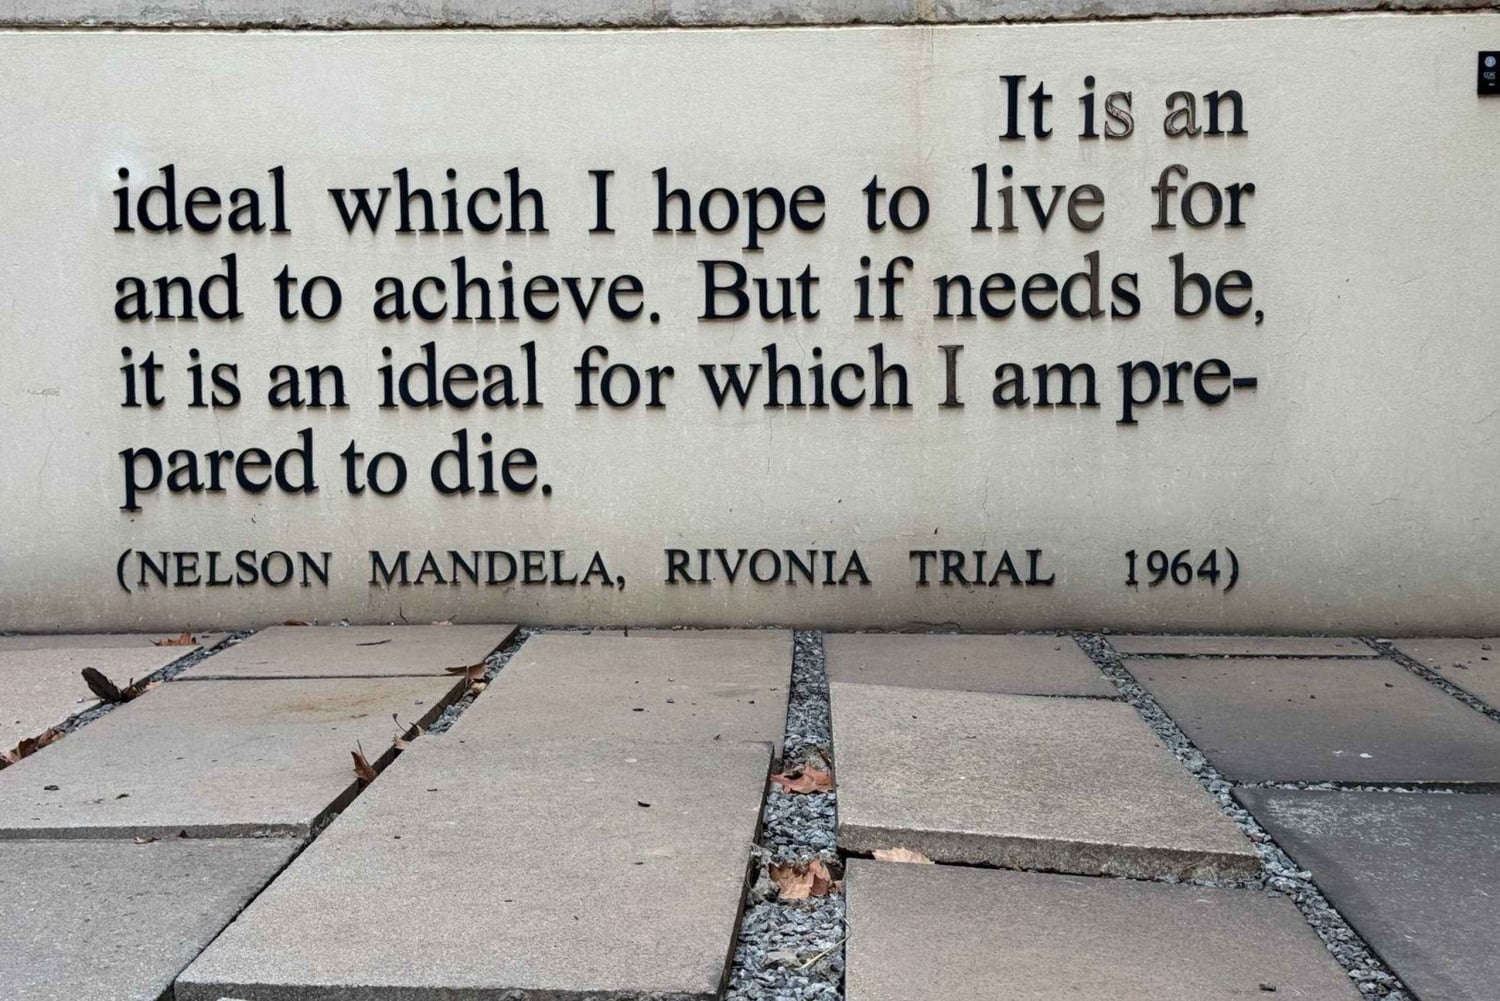 It is an
ideal which I hope to live for
and to achieve. But if needs be,
it is an ideal for which I am pre-
pared to die.
(NELSON MANDELA, RIVONIA TRIAL 1964)